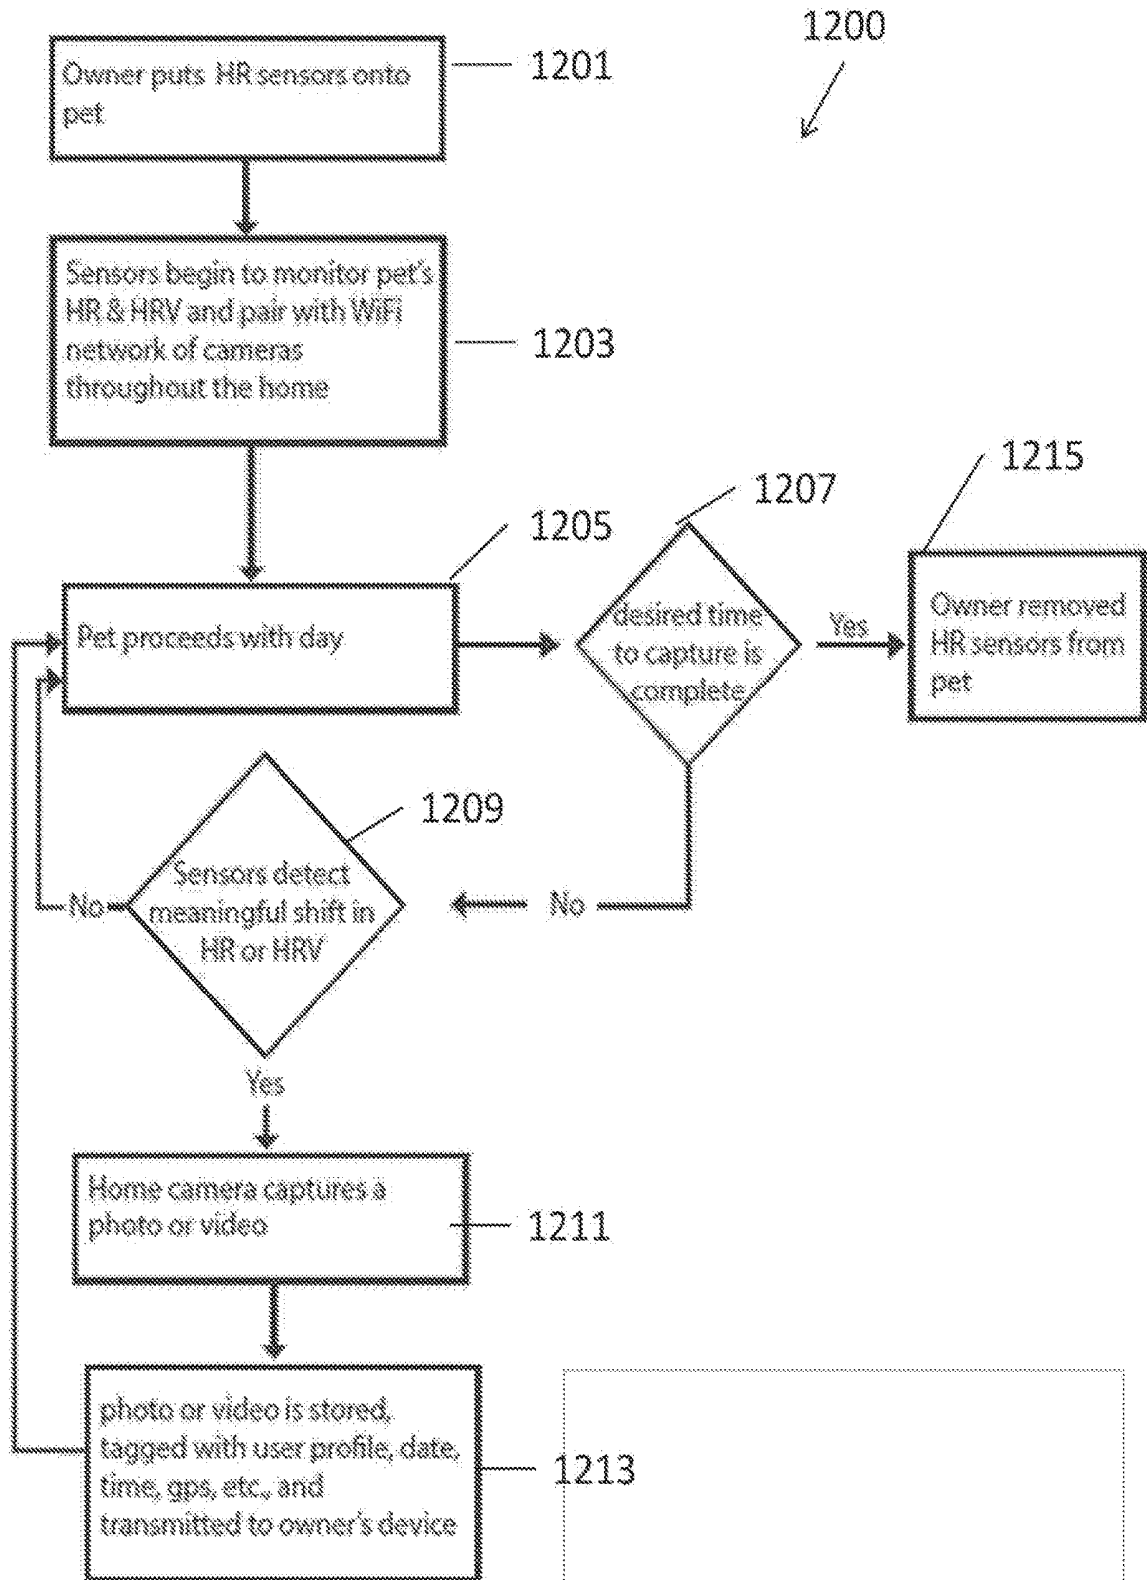 1200
Owner puts HR sensors onto
pet
1201
Sensors begin to monitor pet's
HR & HRV and pair with WiFi
network of cameras
throughout the home
1203
1205
Pet proceeds with day
1207
desired time
to capture is
complete
Yes
1215
Owner removed
HR sensors from
pet
No
1209
Sensors detect
meaningful shift in
HR or HRV
No
Yes
Home camera captures a
photo or video
1211
photo or video is stored,
tagged with user profile, date,
time, gps, etc., and
transmitted to owner's device
1213